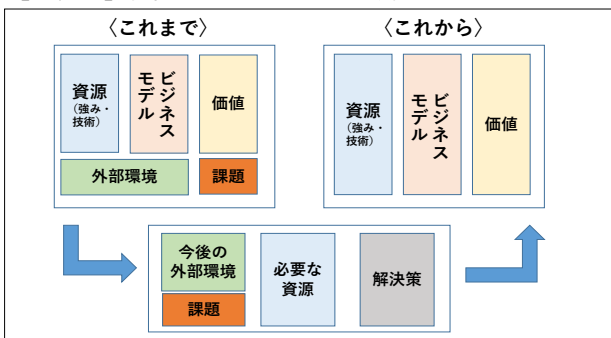 〈これまで〉
資源
(強み・
技術)
ビジネス
モデル
価値
外部環境
課題
〈これから〉
資源
(強み・
技術)
ビジネス
モデル
価値
今後の
外部環境
課題
必要な
資源
解決策